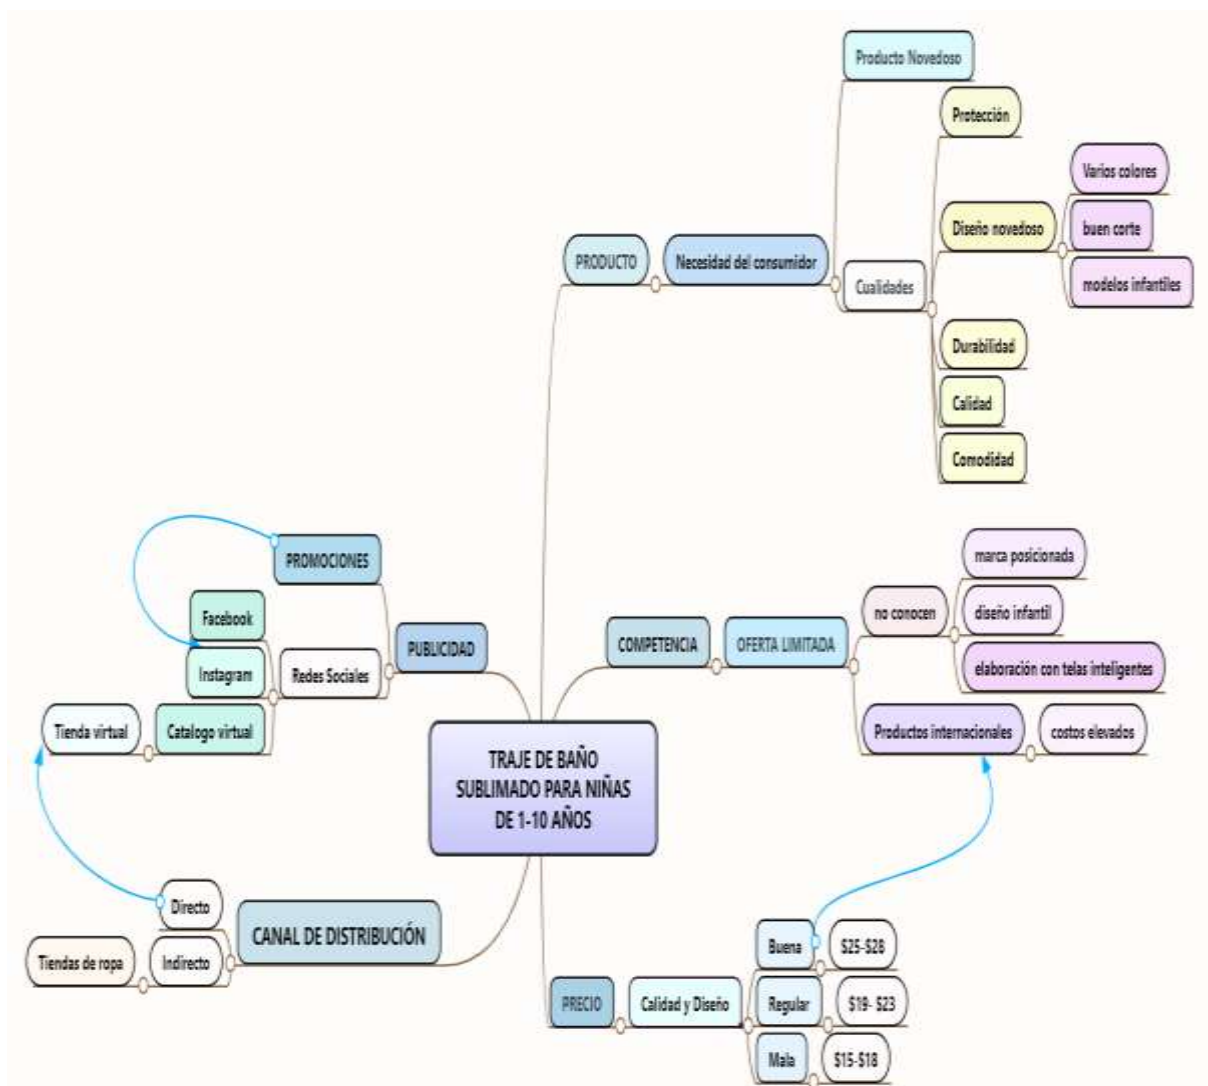 Producto Novedoso
Protección
Varios colores
Diseño novedoso
buen corte
PRODUCTO
Necesidad del consumidor
Cualidades
modelos infantiles
Durabilidad
Calidad
Comodidad
PROMOCIONES
Facebook
Instagram
Redes Sociales
PUBLICIDAD
Tienda virtual
Catalogo virtual
marca posicionada
no conocen
diseño infantil
COMPETENCIA
OFERTA LIMITADA
elaboración con telas inteligentes
Productos internacionales
costos elevados
TRAJE DE BAÑO
SUBLIMADO PARA NIÑAS
DE 1-10 AÑOS
Directo
CANAL DE DISTRIBUCIÓN
Tiendas de ropa
Indirecto
Buena
$25-$28
PRECIO
Calidad y Diseño
Regular
$19- $23
Mala
$15-$18